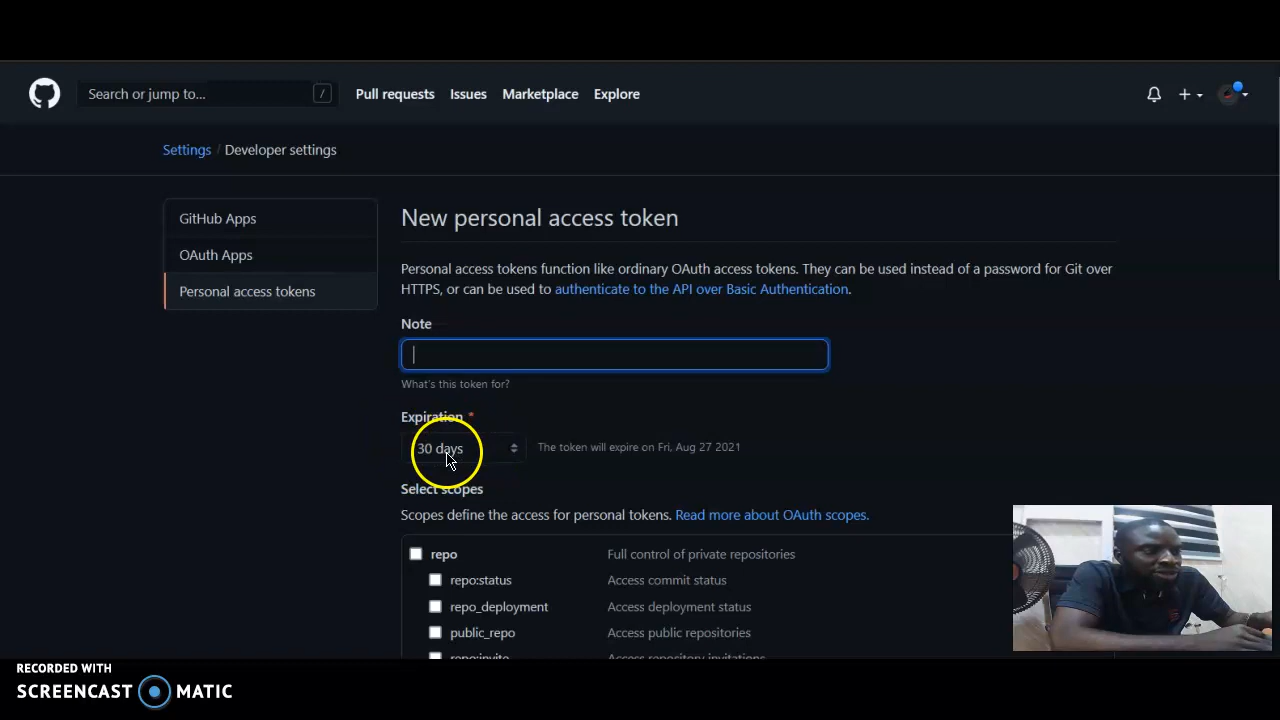 Search or jump to... /
Pull requests Issues Marketplace Explore
Settings / Developer settings
GitHub Apps
OAuth Apps
Personal access tokens
New personal access token
Personal access tokens function like ordinary OAuth access tokens. They can be used instead of a password for Git over
HTTPS, or can be used to authenticate to the API over Basic Authentication.
Note
What's this token for?
Expiration *
30 days The token will expire on Fri, Aug 27 2021
Select scopes
Scopes define the access for personal tokens. Read more about OAuth scopes.
repo Full control of private repositories
repo:status Access commit status
repo_deployment Access deployment status
public_repo Access public repositories
repo:invite Access repository invitations
RECORDED WITH
SCREENCAST MATIC